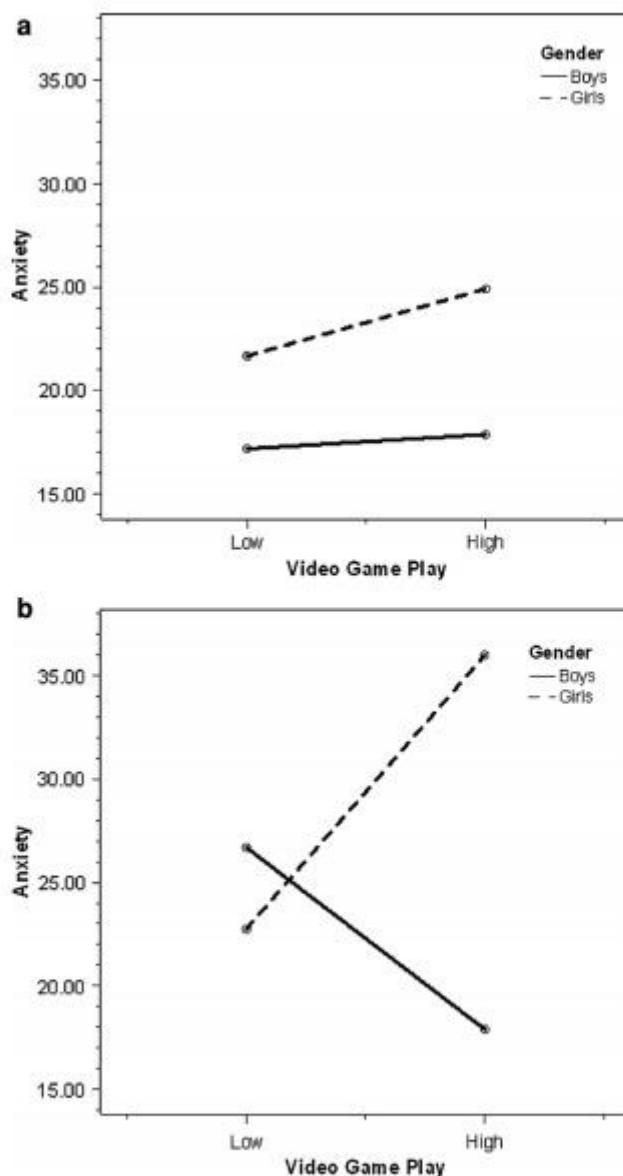 a
Gender
Boys
Girls
35.00
30.00
25.00
20.00
15.00
Anxiety
Low High
Video Game Play
b
Gender
Boys
Girls
35.00
30.00
25.00
20.00
15.00
Anxiety
Low High
Video Game Play